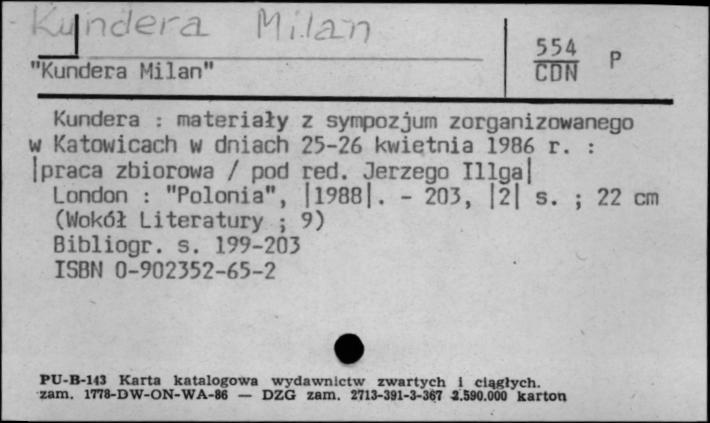 Kundera Milan
554
CDN
P
"Kundera Milan"
Kundera : materiały z sympozjum zorganizowanego
w Katowicach w dniach 25-26 kwietnia 1986 r. :
|praca zbiorowa / pod red. Jerzego Illga|
London : "Polonia", |1988|. - 203, |2| s. ; 22 cm
(Wokół Literatury ; 9)
Bibliogr. s. 199-203
ISBN 0-902352-65-2
PU-B-143 Karta katalogowa wydawnictw zwartych i ciągłych.
zam. 1778-DW-ON-WA-86 — DZG zam. 2713-391-3-367 2.590.000 karton